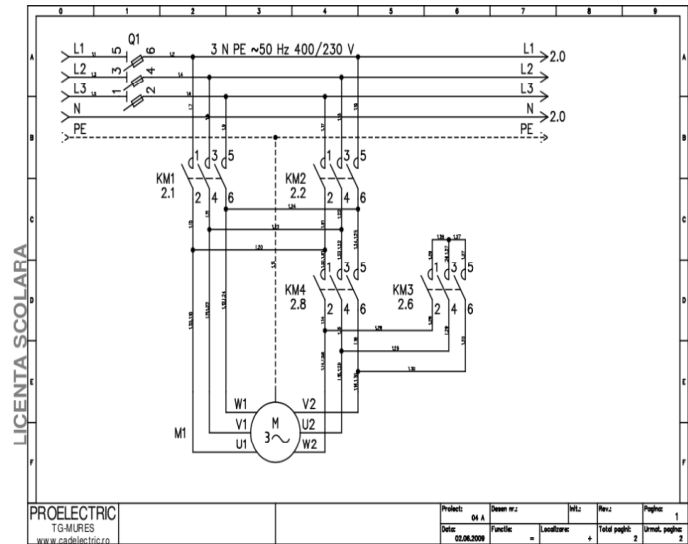 0 1 2 3 4 5 6 7 8 9
Q1
3 N PE ~50 Hz 400/230 V
L1 5 6 L1 2.0
L2 3 4 L2
L3 1 2 L3
N N 2.0
PE PE
A
B
C
D
E
F
KM1
2.1
1 3 5
2 4 6
KM2
2.2
1 3 5
2 4 6
KM4
2.8
1 3 5
2 4 6
KM3
2.6
1 3 5
2 4 6
M1
W1 V2
V1 U2
U1 W2
M
3~
LICENTA SCOLARA
PROELECTRIC
TG-MURES
www.cadelectric.ro
Proiect:
04 A
Desen nr.:
Init.:
Rev.:
Pagina:
1
Data:
02.06.2009
Functie:
=
Localizare:
+
Total pagini:
2
Urmat. pagina:
2